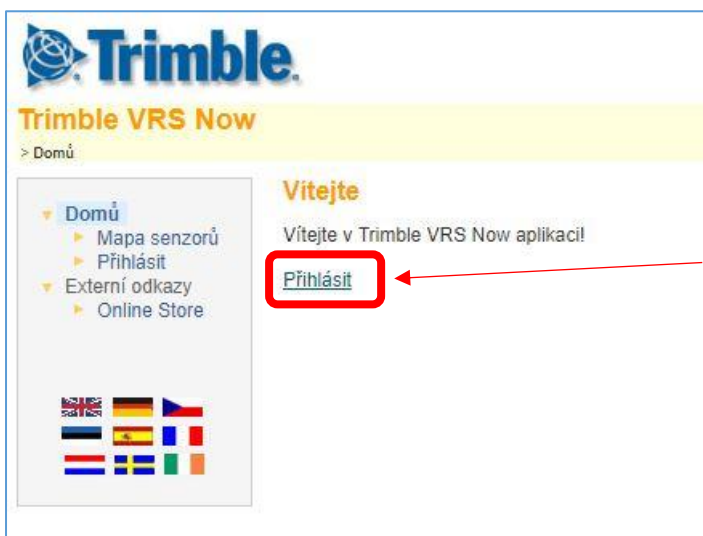 Trimble.
Trimble VRS Now
> Domů
Domů
Mapa senzorů
Přihlásit
Externí odkazy
Online Store
Vítejte
Vítejte v Trimble VRS Now aplikaci!
Přihlásit